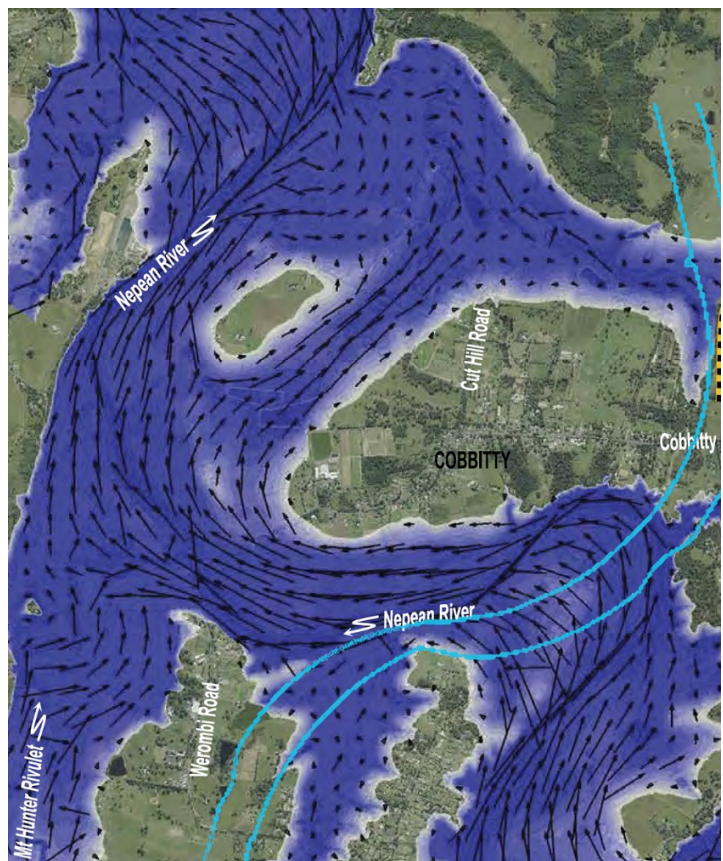 Nepean River
Cut Hill Road
Cobbitty
COBBITTY
Nepean River
Werombi Road
Mt Hunter Rivulet